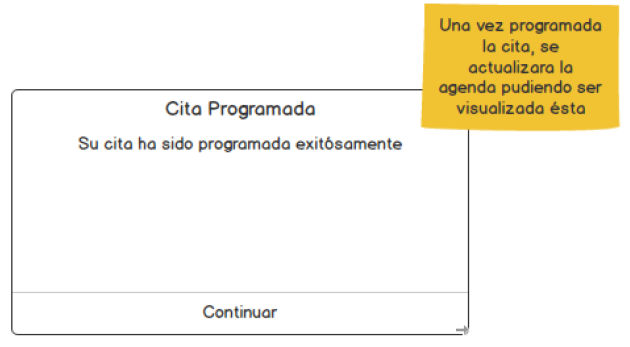 Una vez programada
la cita, se
actualizara la
agenda pudiendo ser
visualizada ésta
Cita Programada
Su cita ha sido programada exitósamente
Continuar